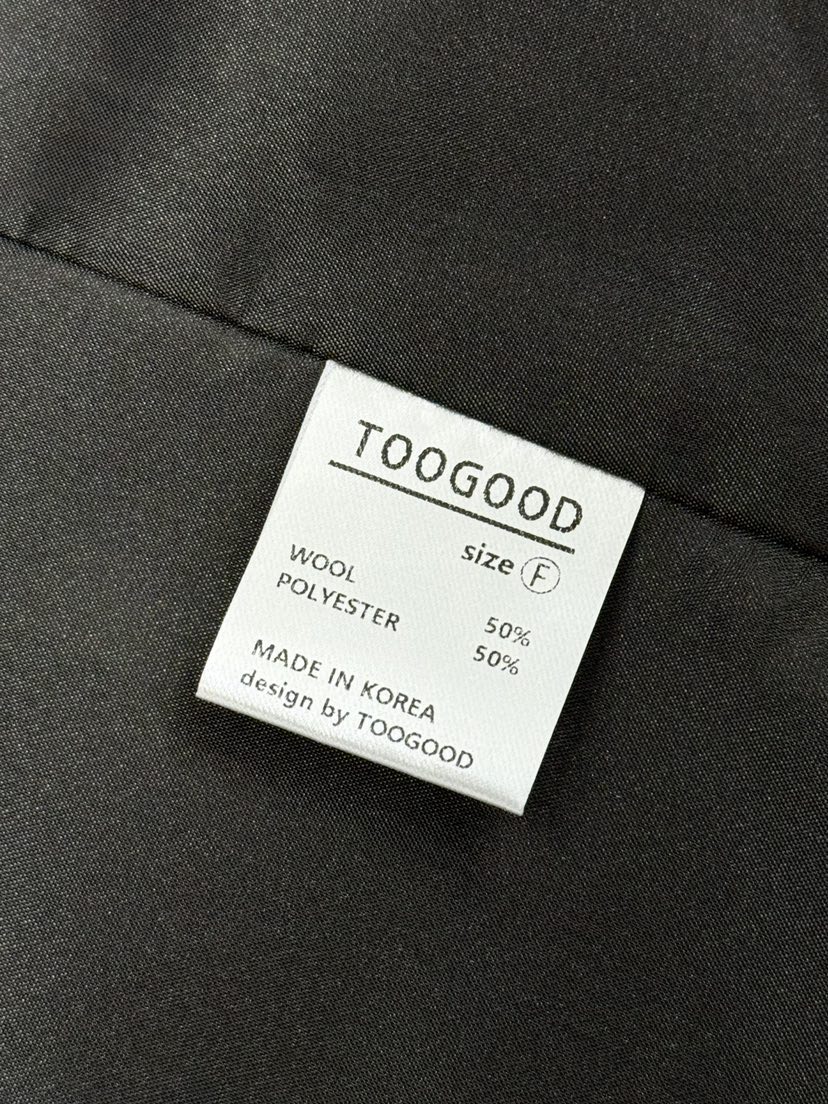 TOOGOOD
size F
WOOL 50%
POLYESTER 50%
MADE IN KOREA
design by TOOGOOD